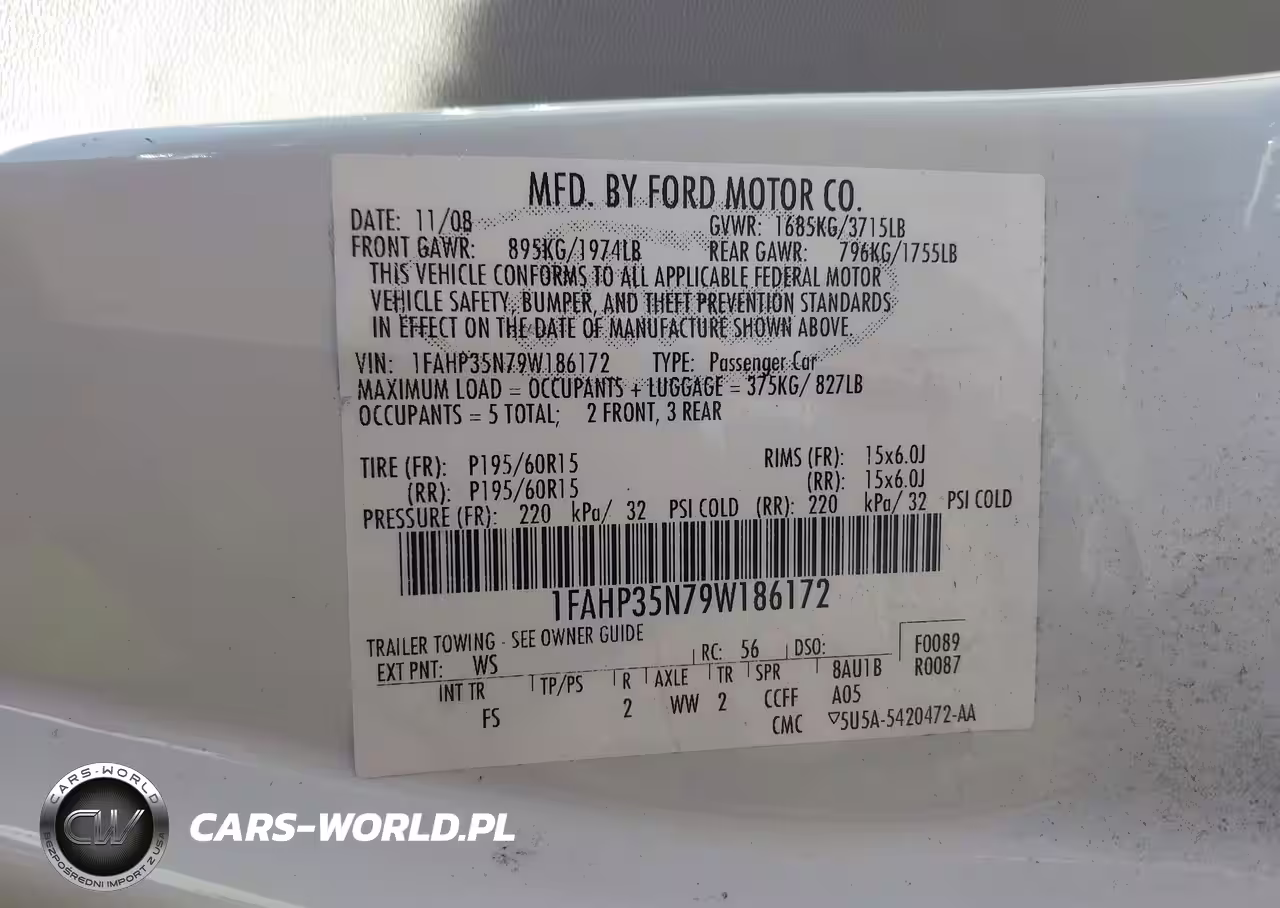 MFD. BY FORD MOTOR CO.
DATE: 11/08 GVWR: 1685KG/3715LB
FRONT GAWR: 895KG/1974LB REAR GAWR: 796KG/1755LB
THIS VEHICLE CONFORMS TO ALL APPLICABLE FEDERAL MOTOR
VEHICLE SAFETY, BUMPER, AND THEFT PREVENTION STANDARDS
IN EFFECT ON THE DATE OF MANUFACTURE SHOWN ABOVE.
VIN: 1FAHP35N79W186172 TYPE: Passenger Car
MAXIMUM LOAD = OCCUPANTS + LUGGAGE = 375KG/ 827LB
OCCUPANTS = 5 TOTAL; 2 FRONT, 3 REAR
TIRE (FR): P195/60R15 RIMS (FR): 15x6.0J
(RR): P195/60R15 (RR): 15x6.0J
PRESSURE (FR): 220 kPa/ 32 PSI COLD (RR): 220 kPa/ 32 PSI COLD
1FAHP35N79W186172
TRAILER TOWING - SEE OWNER GUIDE
EXT PNT: WS RC: 56 DSO: F0089
INT TR TP/PS R AXLE TR SPR 8AU1B R0087
FS 2 WW 2 CCFF A05
CMC ▽5U5A-5420472-AA
CARS-WORLD
CW
BEZPOŚREDNI IMPORT Z USA
CARS-WORLD.PL